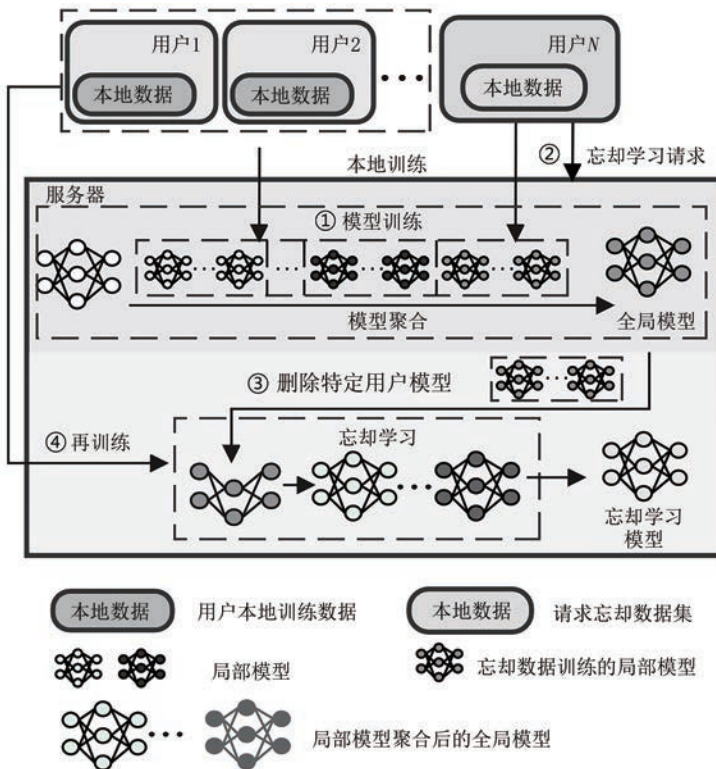 用户1
用户2
用户N
本地数据
本地数据
本地数据
本地训练
② 忘却学习请求
服务器
① 模型训练
模型聚合
全局模型
③ 删除特定用户模型
④ 再训练
忘却学习
忘却学习
模型
本地数据
用户本地训练数据
本地数据
请求忘却数据集
局部模型
忘却数据训练的局部模型
局部模型聚合后的全局模型